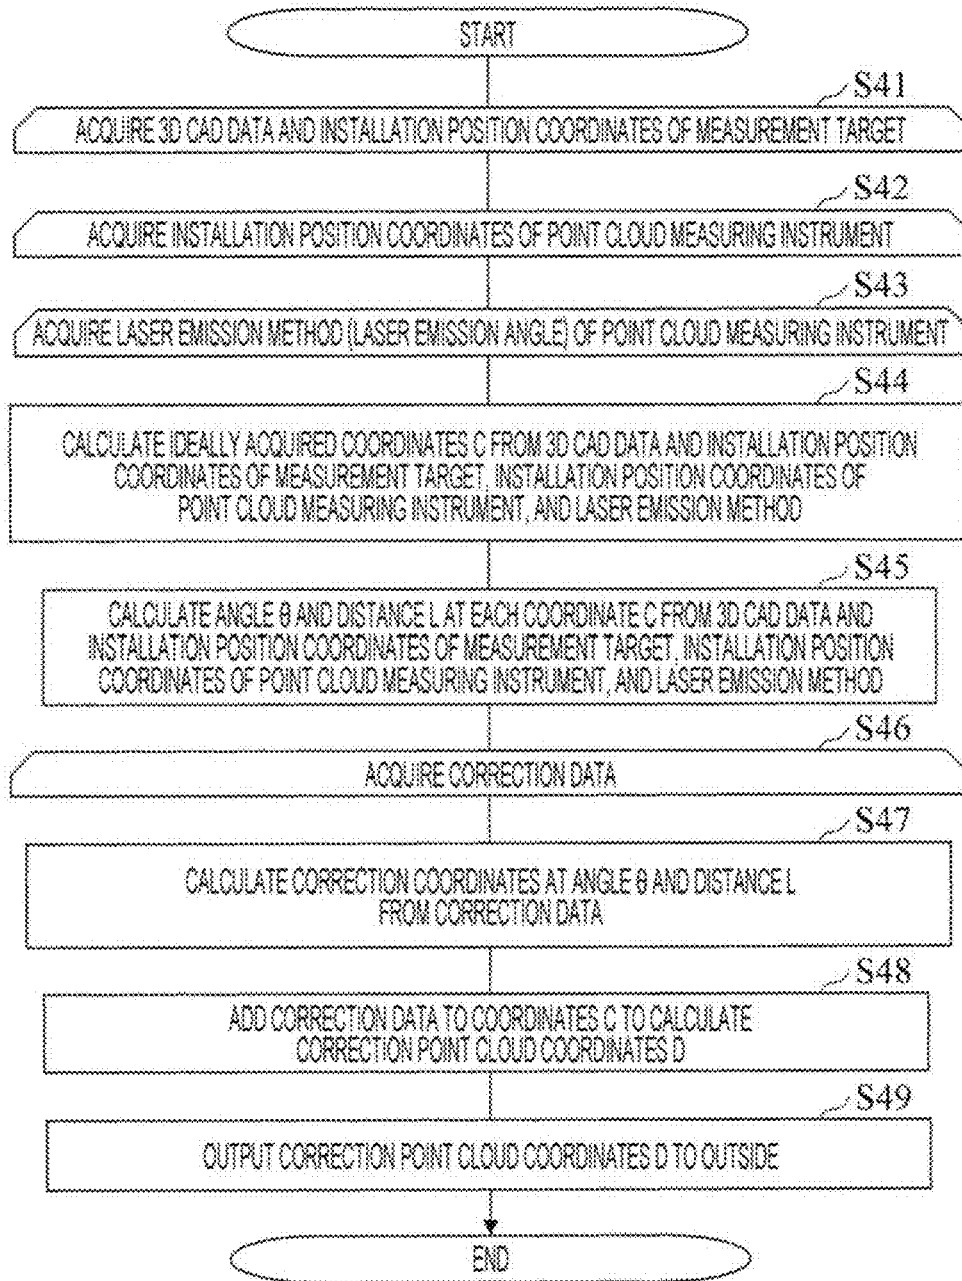 START
S41
ACQUIRE 3D CAD DATA AND INSTALLATION POSITION COORDINATES OF MEASUREMENT TARGET
S42
ACQUIRE INSTALLATION POSITION COORDINATES OF POINT CLOUD MEASURING INSTRUMENT
S43
ACQUIRE LASER EMISSION METHOD (LASER EMISSION ANGLE) OF POINT CLOUD MEASURING INSTRUMENT
S44
CALCULATE IDEALLY ACQUIRED COORDINATES C FROM 3D CAD DATA AND INSTALLATION POSITION
COORDINATES OF MEASUREMENT TARGET, INSTALLATION POSITION COORDINATES OF
POINT CLOUD MEASURING INSTRUMENT, AND LASER EMISSION METHOD
S45
CALCULATE ANGLE θ AND DISTANCE L AT EACH COORDINATE C FROM 3D CAD DATA AND
INSTALLATION POSITION COORDINATES OF MEASUREMENT TARGET, INSTALLATION POSITION
COORDINATES OF POINT CLOUD MEASURING INSTRUMENT, AND LASER EMISSION METHOD
S46
ACQUIRE CORRECTION DATA
S47
CALCULATE CORRECTION COORDINATES AT ANGLE θ AND DISTANCE L
FROM CORRECTION DATA
S48
ADD CORRECTION DATA TO COORDINATES C TO CALCULATE
CORRECTION POINT CLOUD COORDINATES D
S49
OUTPUT CORRECTION POINT CLOUD COORDINATES D TO OUTSIDE
END